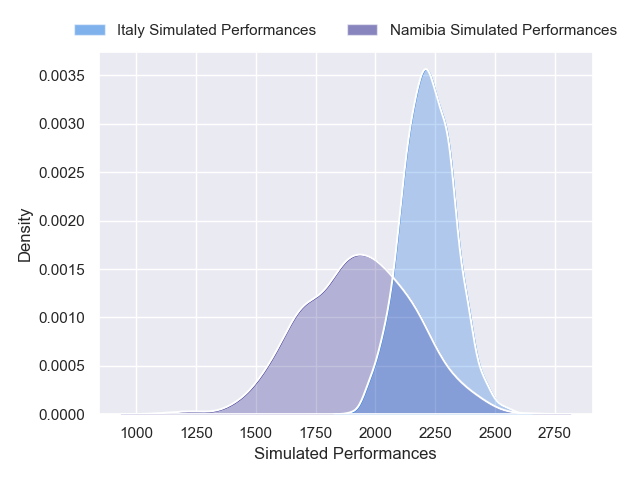 Italy Simulated Performances Namibia Simulated Performances
0.0035
0.0030
0.0025
0.0020
0.0015
0.0010
0.0005
0.0000
Density
1000 1250 1500 1750 2000 2250 2500 2750
Simulated Performances